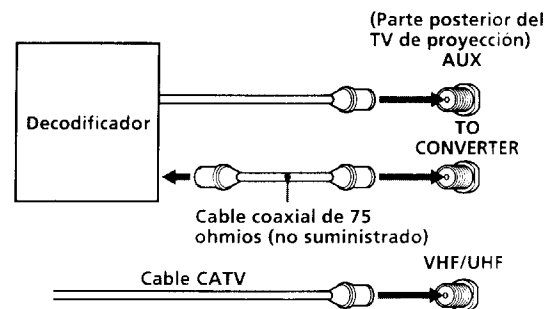 (Parte posterior del
TV de proyección)
AUX
Decodificador
TO
CONVERTER
Cable coaxial de 75
ohmios (no suministrado)
VHF/UHF
Cable CATV